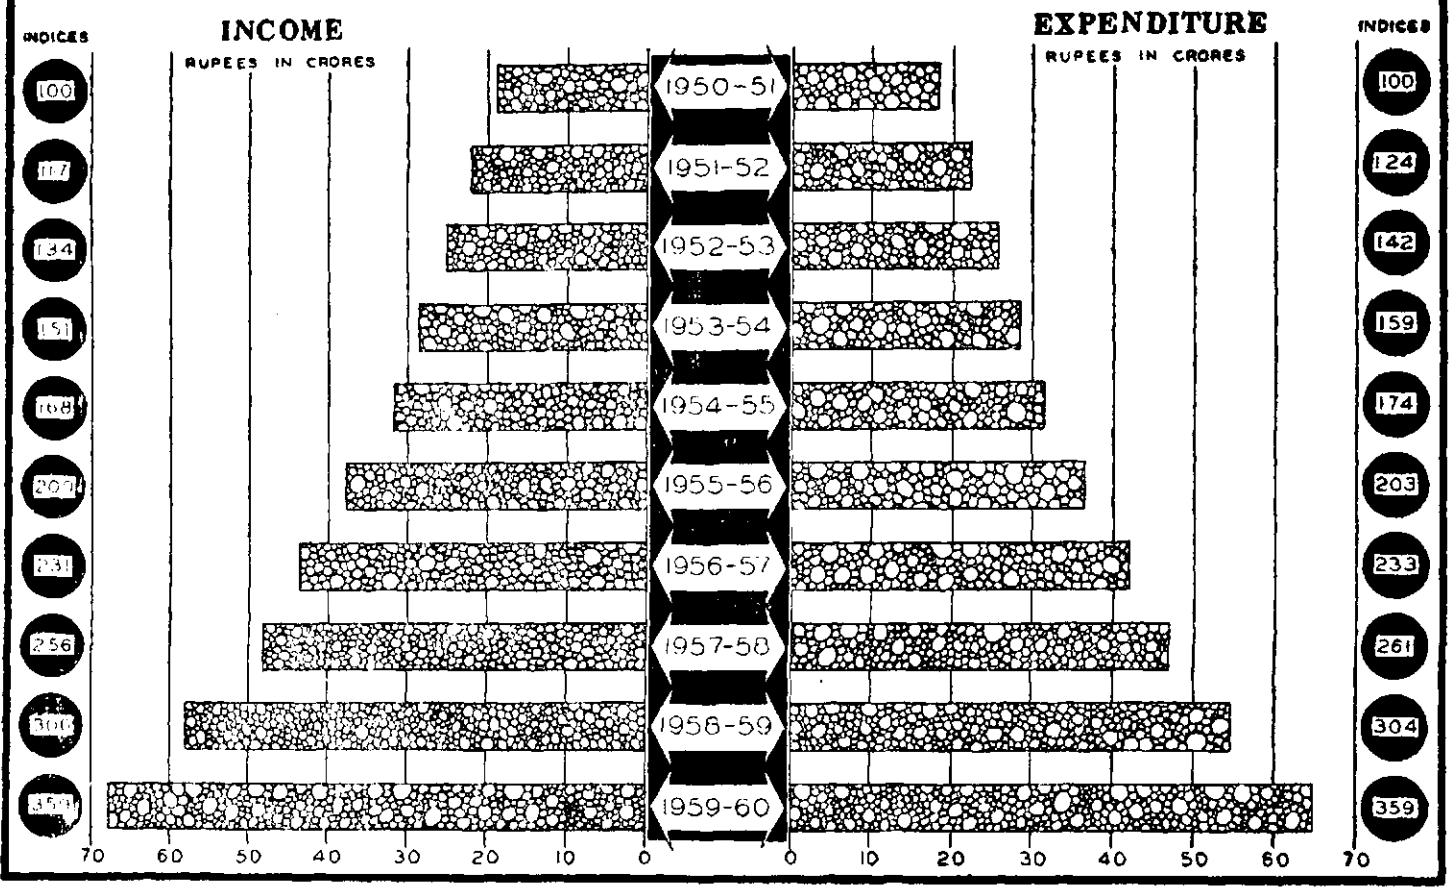 INCOME
EXPENDITURE
INDICES
INDICES
RUPEES IN CRORES
RUPEES IN CRORES
100 1950-51 100
117 1951-52 124
134 1952-53 142
151 1953-54 159
168 1954-55 174
1955-56 203
231 1956-57 233
256 1957-58 261
1958-59 304
1959-60 359
70 60 50 40 30 20 10 0 0 10 20 30 40 50 60 70